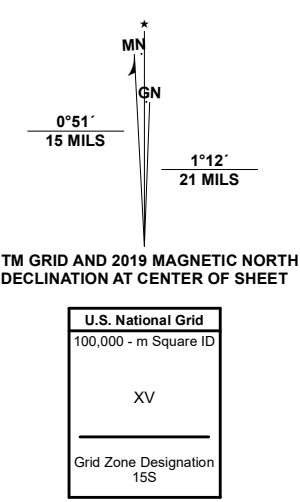 MN
GN
0°51´
15 MILS
1°12´
21 MILS
TM GRID AND 2019 MAGNETIC NORTH
DECLINATION AT CENTER OF SHEET
U.S. National Grid
100,000 - m Square ID
XV
Grid Zone Designation
15S